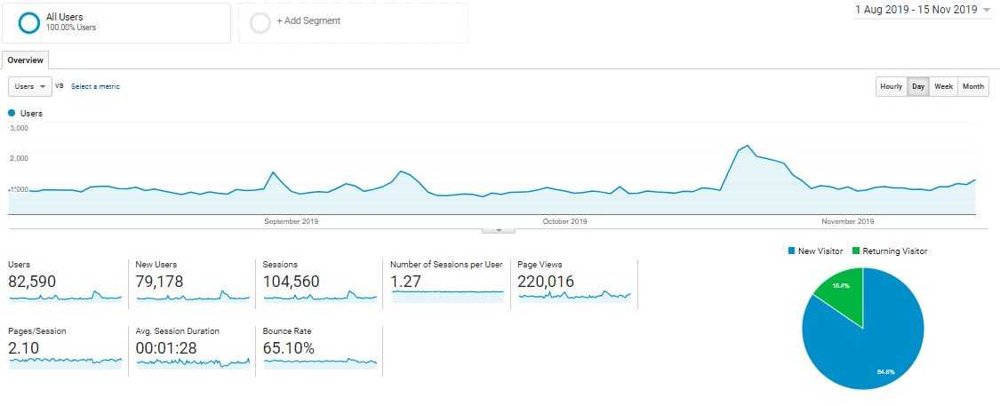 All Users
100.00% Users
+ Add Segment
1 Aug 2019 - 15 Nov 2019
Overview
Users
VS
Select a metric
Hourly
Day
Week
Month
Users
3,000
2,000
1,000
September 2019
October 2019
November 2019
New Visitor
Returning Visitor
Users
82,590
New Users
79,178
Sessions
104,560
Number of Sessions per User
1.27
Page Views
220,016
Pages/Session
2.10
Avg. Session Duration
00:01:28
Bounce Rate
65.10%
15.4%
84.6%